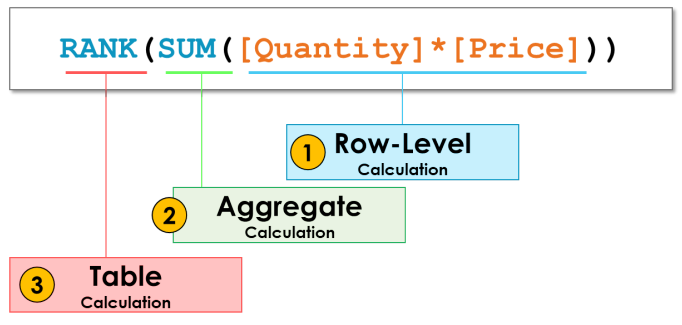 RANK(SUM([Quantity]*[Price]))
1
Row-Level
Calculation
2
Aggregate
Calculation
3
Table
Calculation